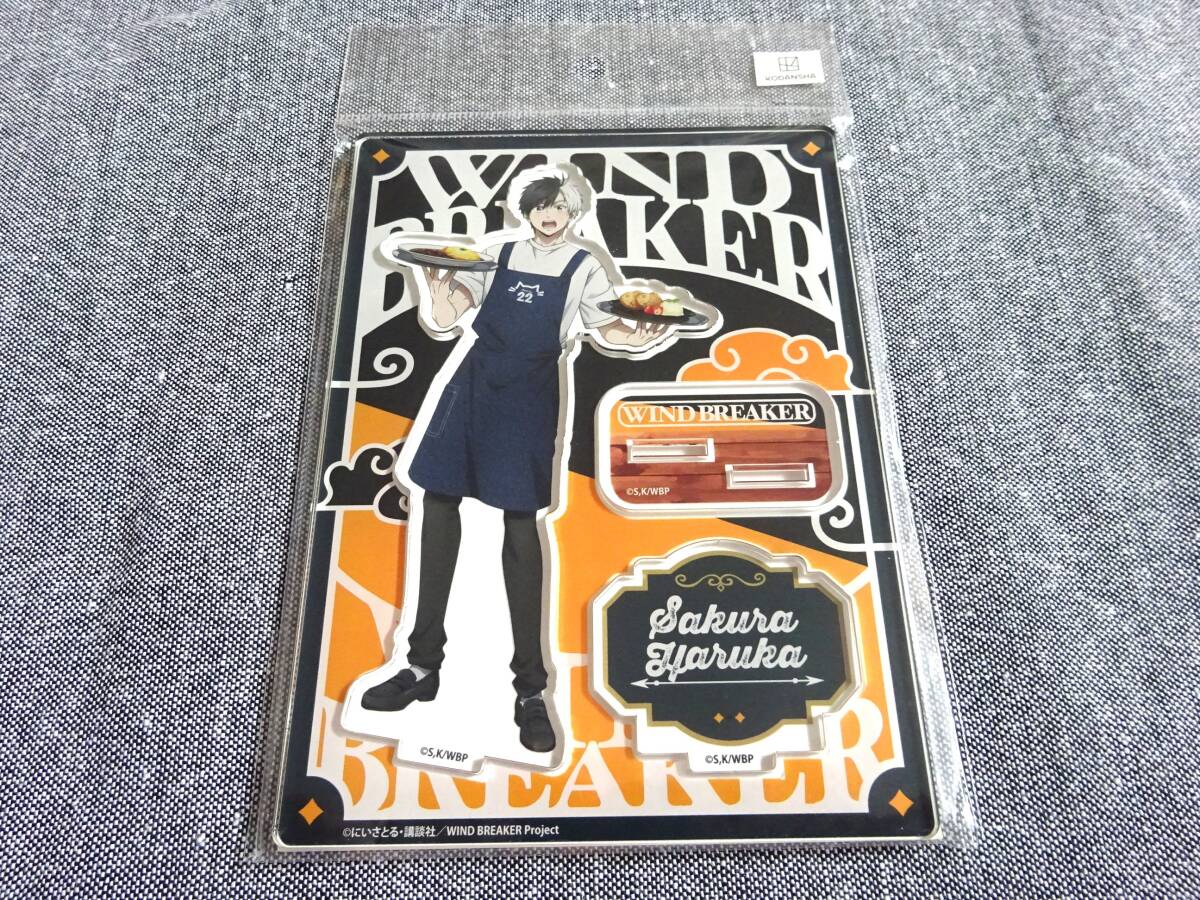 KODANSHA
WIND
BREAKER
22
WIND BREAKER
©S,K/WBP
Sakura
Haruka
©S,K/WBP
©S,K/WBP
BREAKER
©にいさとる・講談社／WIND BREAKER Project